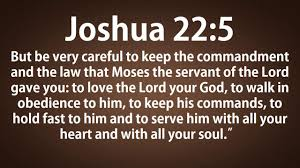 Joshua 22:5
But be very careful to keep the commandment
and the law that Moses the servant of the Lord
gave you: to love the Lord your God, to walk in
obedience to him, to keep his commands, to
hold fast to him and to serve him with all your
heart and with all your soul.”